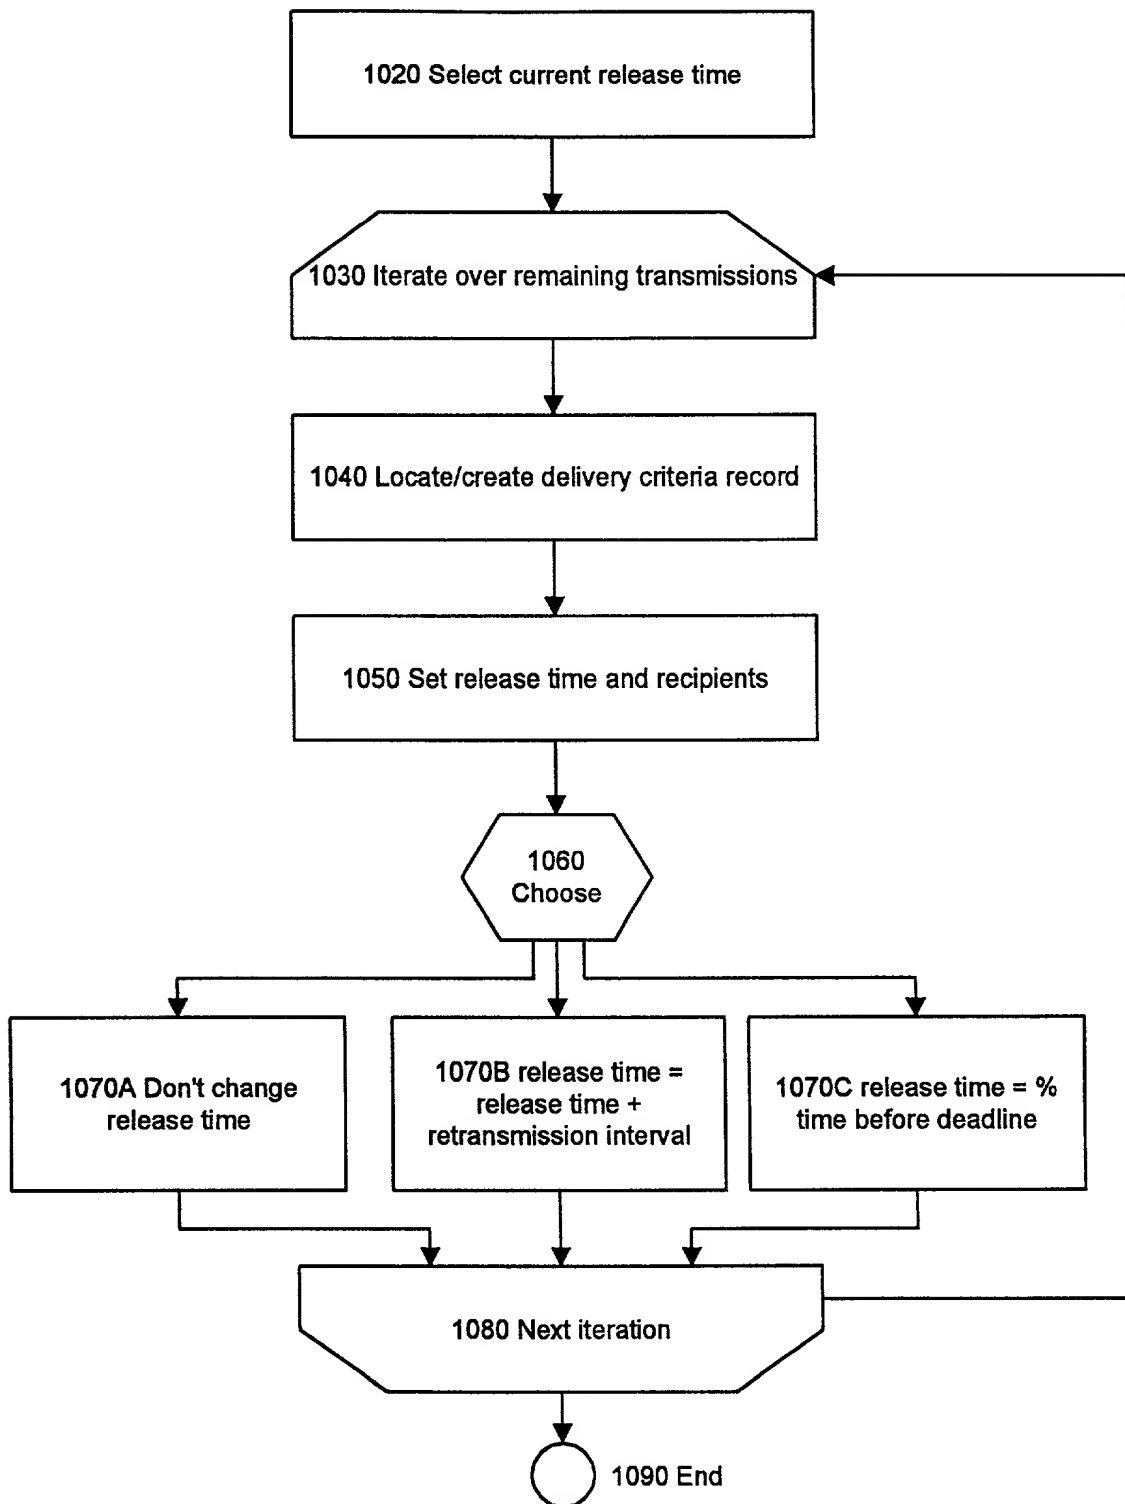 1020 Select current release time
1030 Iterate over remaining transmissions
1040 Locate/create delivery criteria record
1050 Set release time and recipients
1060
Choose
1070A Don't change
release time
1070B release time =
release time +
retransmission interval
1070C release time = %
time before deadline
1080 Next iteration
1090 End